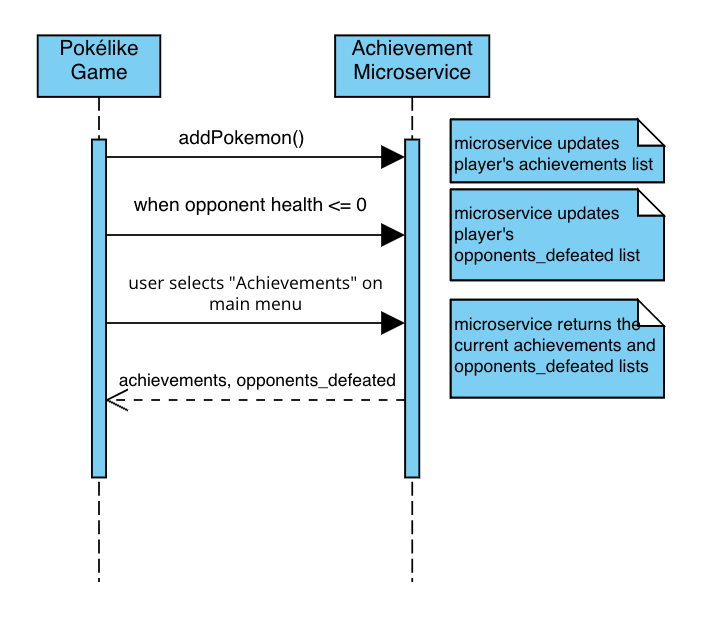 Pokélike
Game
Achievement
Microservice
addPokemon()
microservice updates
player's achievements list
when opponent health <= 0
microservice updates
player's
opponents_defeated list
user selects "Achievements" on
main menu
microservice returns the
current achievements and
opponents_defeated lists
achievements, opponents_defeated